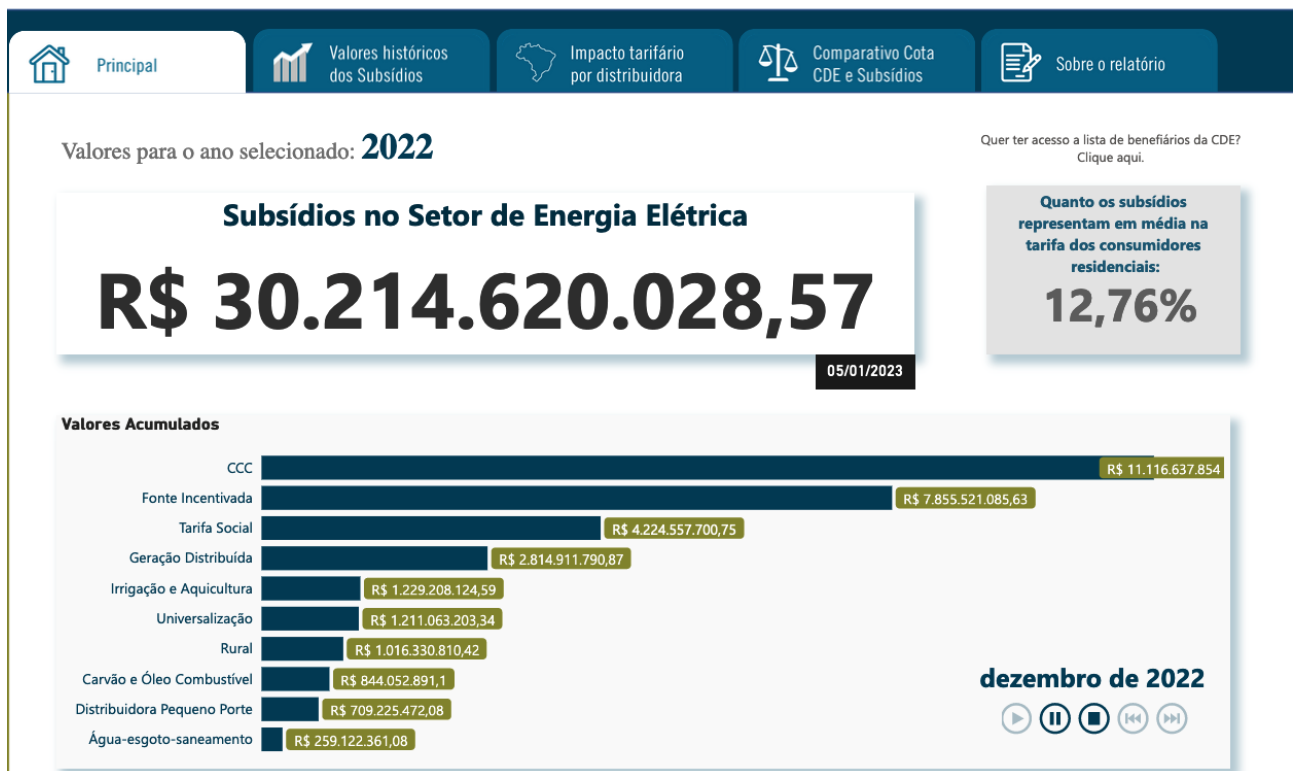 Principal
Valores históricos
dos Subsídios
Impacto tarifário
por distribuidora
Comparativo Cota
CDE e Subsídios
Sobre o relatório
Valores para o ano selecionado: 2022
Quer ter acesso a lista de benefiários da CDE?
Clique aqui.
Subsídios no Setor de Energia Elétrica
R$ 30.214.620.028,57
05/01/2023
Quanto os subsídios
representam em média na
tarifa dos consumidores
residenciais:
12,76%
Valores Acumulados
CCC R$ 11.116.637.854
Fonte Incentivada R$ 7.855.521.085,63
Tarifa Social R$ 4.224.557.700,75
Geração Distribuída R$ 2.814.911.790,87
Irrigação e Aquicultura R$ 1.229.208.124,59
Universalização R$ 1.211.063.203,34
Rural R$ 1.016.330.810,42
Carvão e Óleo Combustível R$ 844.052.891,1
Distribuidora Pequeno Porte R$ 709.225.472,08
Água-esgoto-saneamento R$ 259.122.361,08
dezembro de 2022